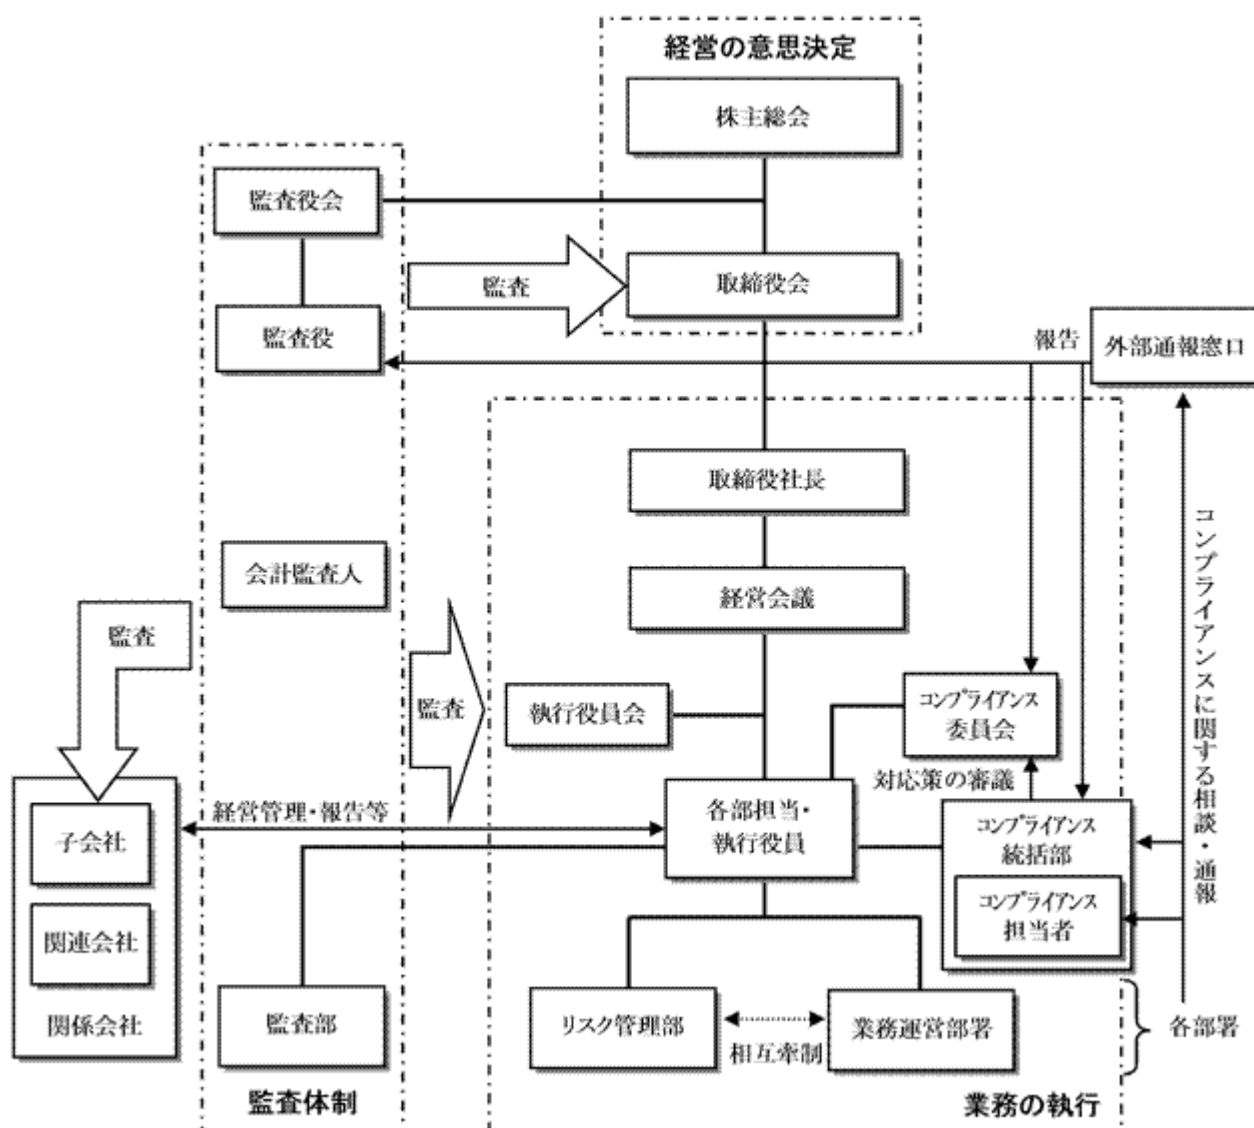 経営の意思決定
株主総会
監査役会
監査
取締役会
監査役
報告
外部通報窓口
取締役社長
会計監査人
経営会議
監査
監査
執行役員会
コンプライアンス
委員会
対応策の審議
コンプライアンスに関する相談・通報
経営管理・報告等
各部担当・
執行役員
コンプライアンス
統括部
コンプライアンス
担当者
子会社
関連会社
関係会社
監査部
リスク管理部
相互牽制
業務運営部署
各部署
監査体制
業務の執行